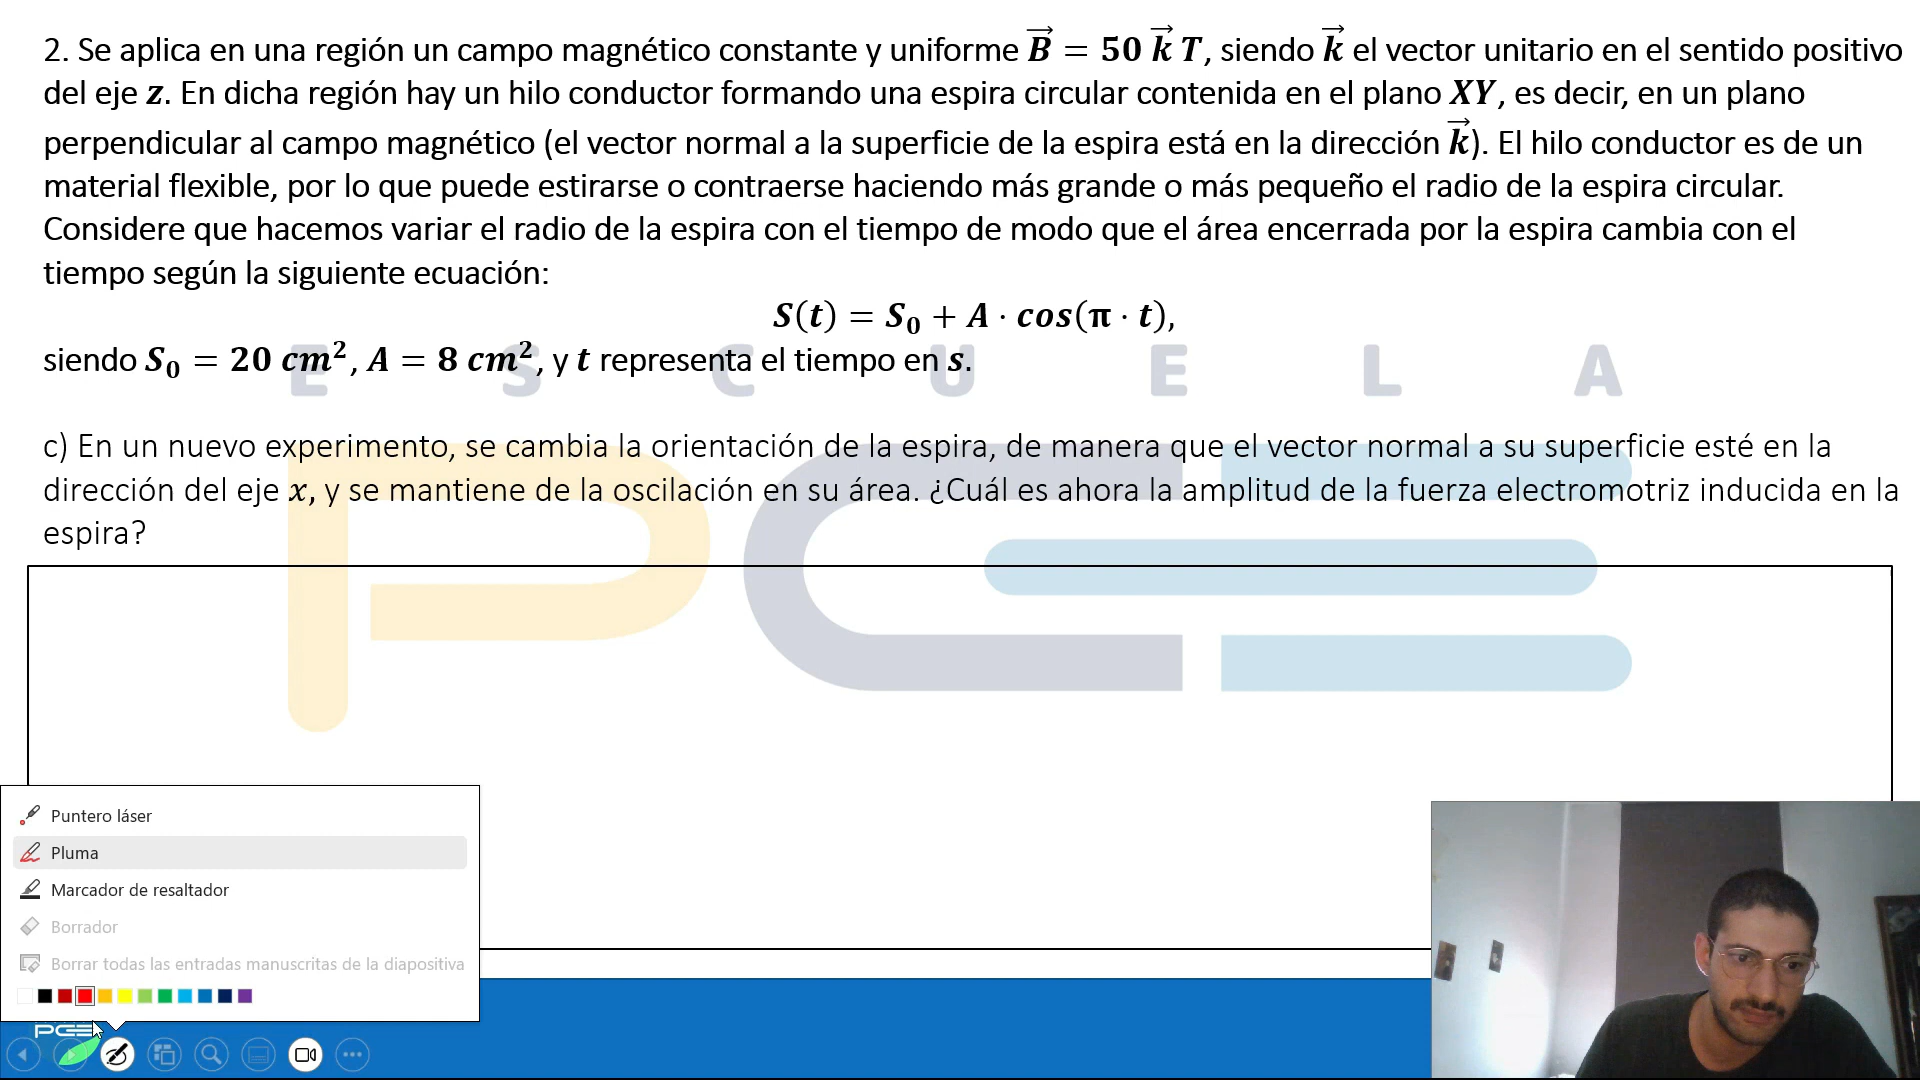 2. Se aplica en una región un campo magnético constante y uniforme B⃗ = 50 k⃗ T, siendo k⃗ el vector unitario en el sentido positivo
del eje z. En dicha región hay un hilo conductor formando una espira circular contenida en el plano XY, es decir, en un plano
perpendicular al campo magnético (el vector normal a la superficie de la espira está en la dirección k⃗). El hilo conductor es de un
material flexible, por lo que puede estirarse o contraerse haciendo más grande o más pequeño el radio de la espira circular.
Considere que hacemos variar el radio de la espira con el tiempo de modo que el área encerrada por la espira cambia con el
tiempo según la siguiente ecuación:
S(t) = S₀ + A · cos(π · t),
siendo S₀ = 20 cm², A = 8 cm², y t representa el tiempo en s.
E S C U E L A
c) En un nuevo experimento, se cambia la orientación de la espira, de manera que el vector normal a su superficie esté en la
dirección del eje x, y se mantiene de la oscilación en su área. ¿Cuál es ahora la amplitud de la fuerza electromotriz inducida en la
espira?
PCE
Puntero láser
Pluma
Marcador de resaltador
Borrador
Borrar todas las entradas manuscritas de la diapositiva
PCE